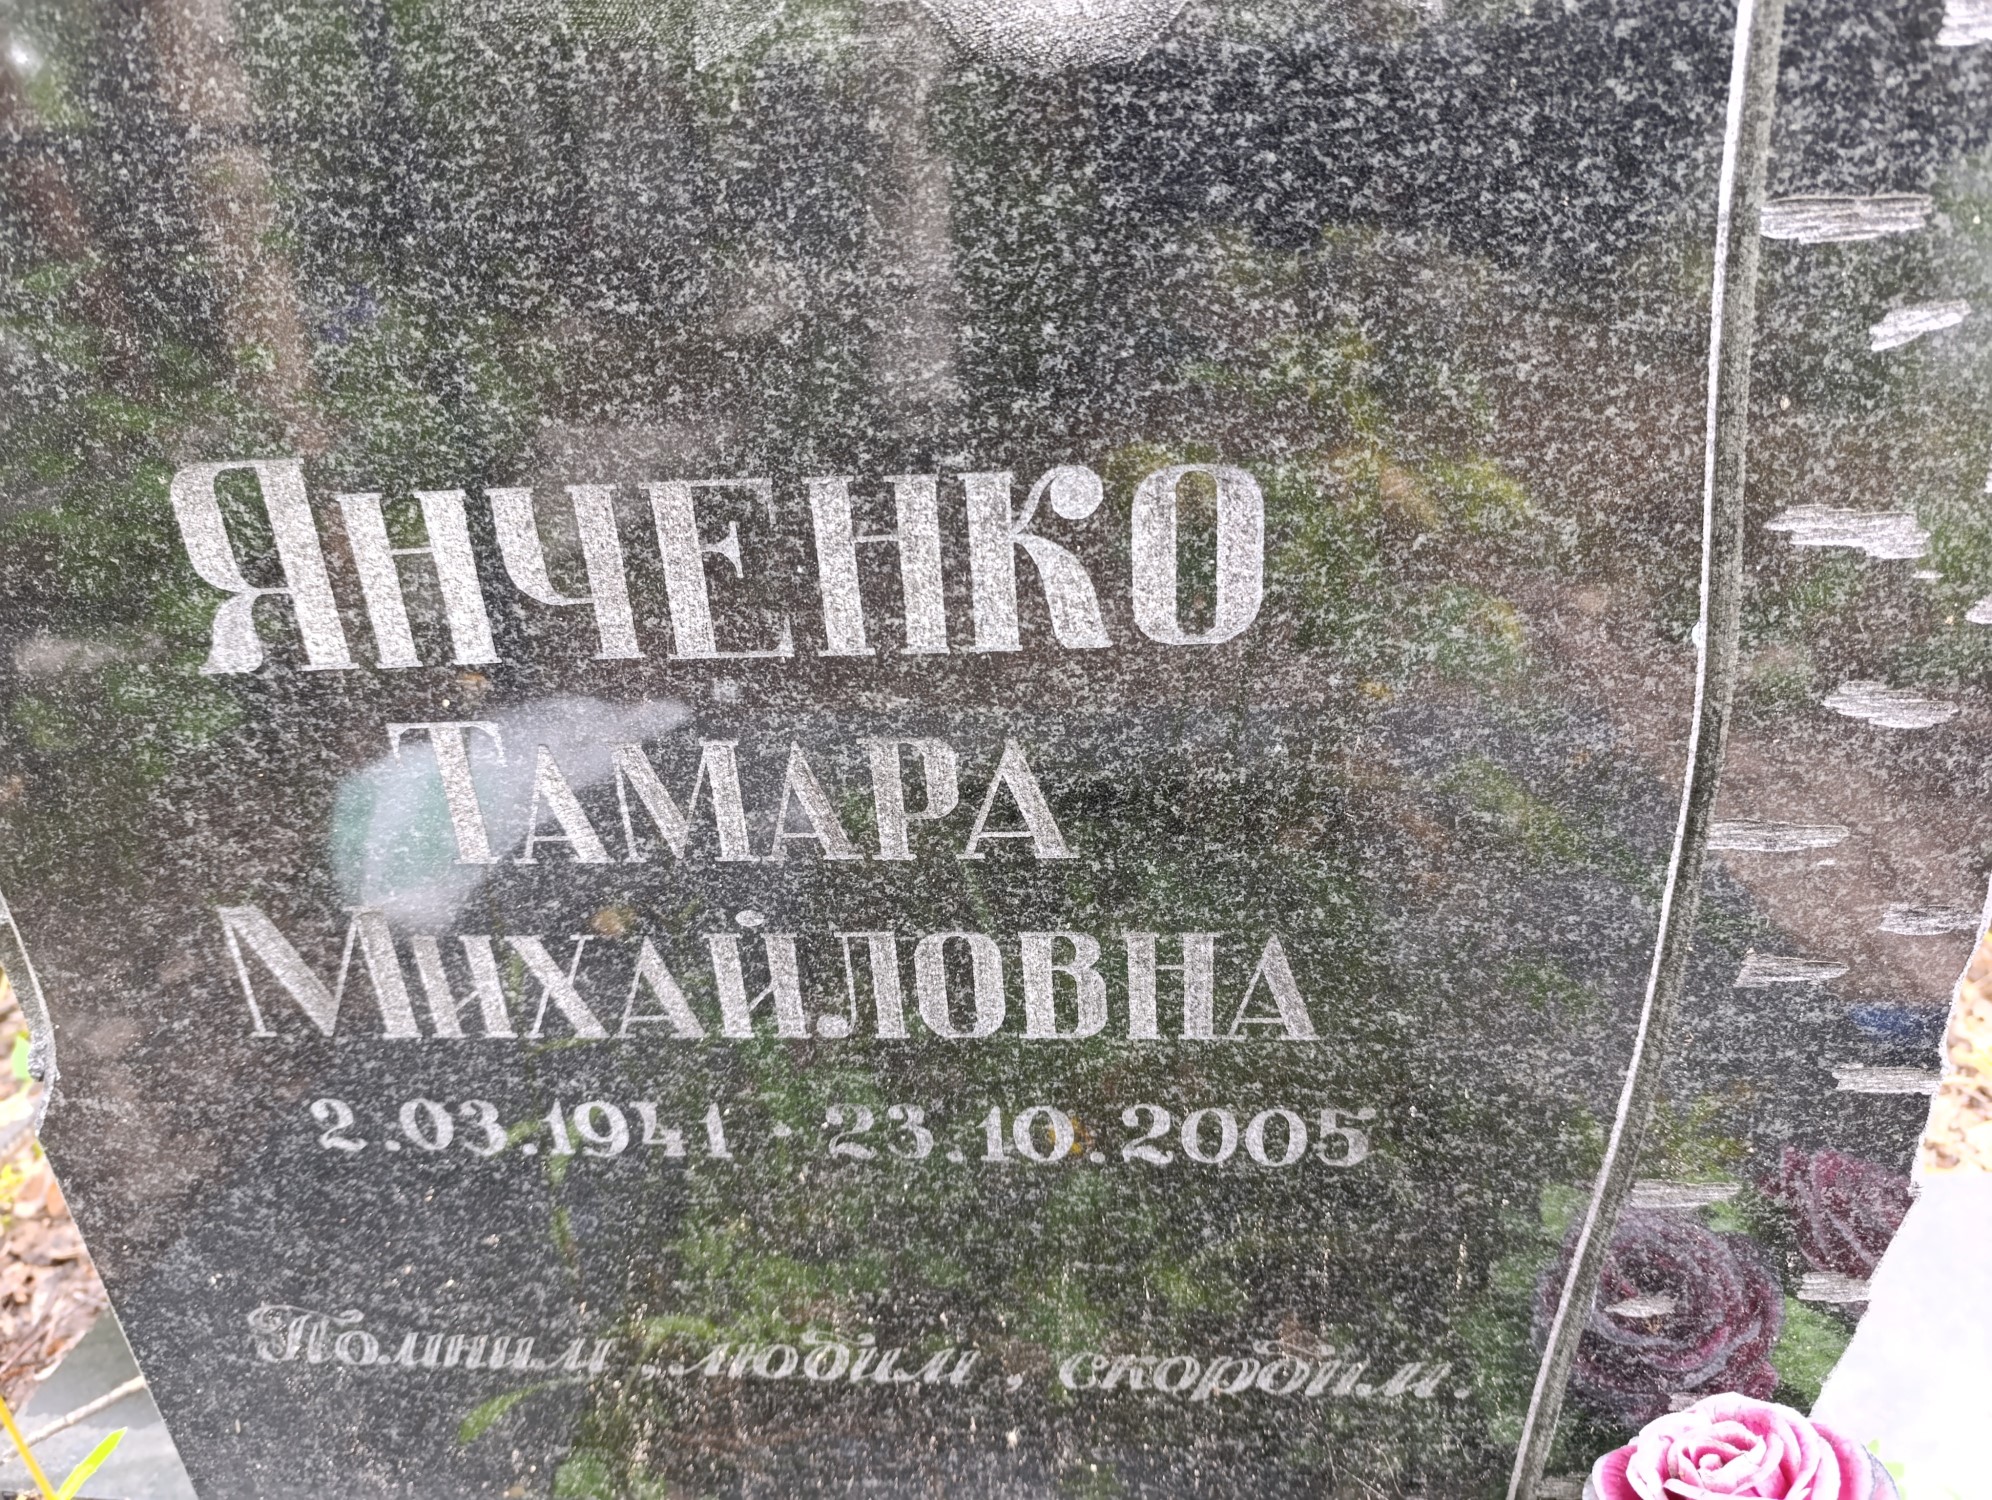 Янченко
Тамара
Михайловна
2.03.1941 · 23.10.2005
Помним, любим, скорбим.